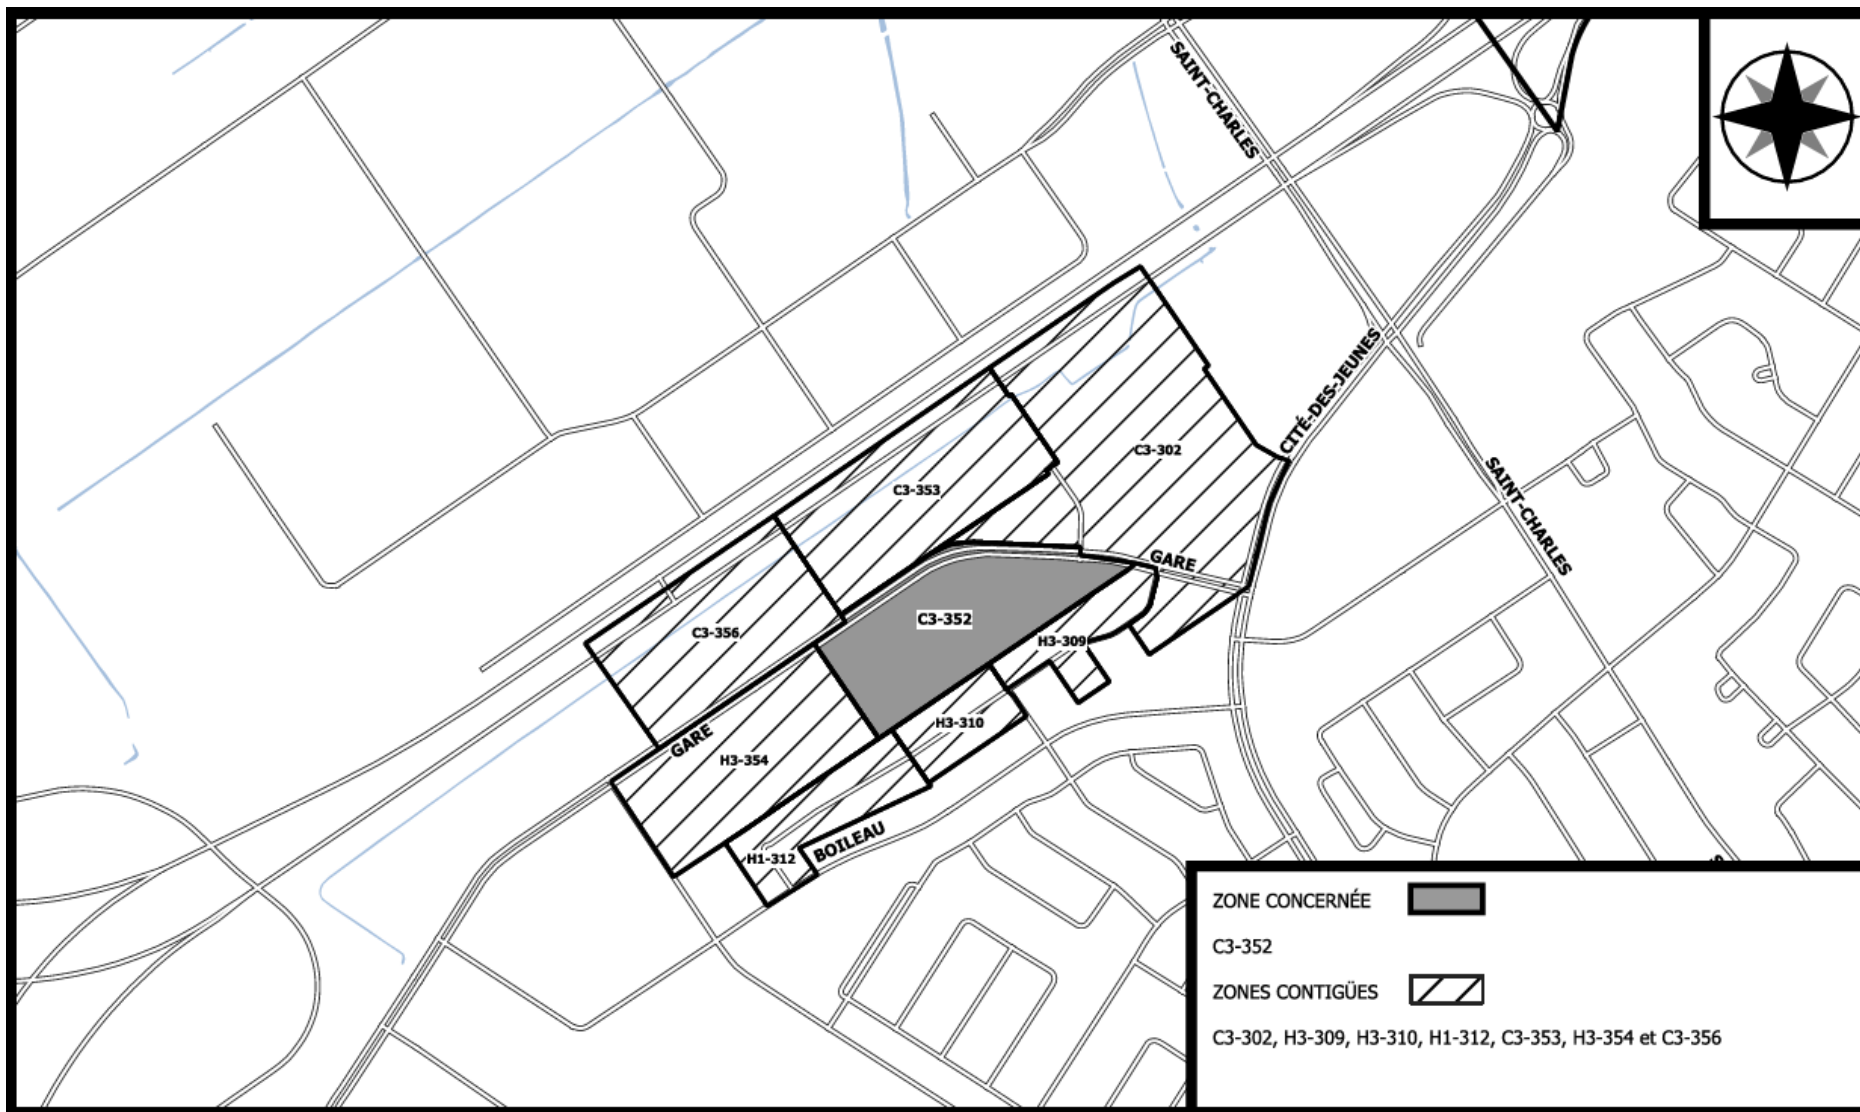 SAINT-CHARLES
CITÉ-DES-JEUNES
C3-302
SAINT-CHARLES
C3-353
GARE
C3-352
C3-356
H3-309
H3-310
GARE
H3-354
BOILEAU
H1-312
ZONE CONCERNÉE
C3-352
ZONES CONTIGÜES
C3-302, H3-309, H3-310, H1-312, C3-353, H3-354 et C3-356